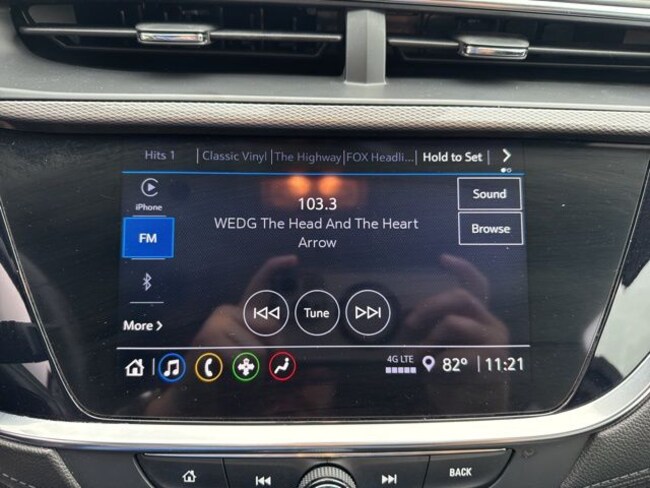 Hits 1 | Classic Vinyl | The Highway | FOX Headli... | Hold to Set |
iPhone
103.3
Sound
FM
WEDG The Head And The Heart
Arrow
Browse
Tune
More
4G LTE
82° | 11:21
BACK